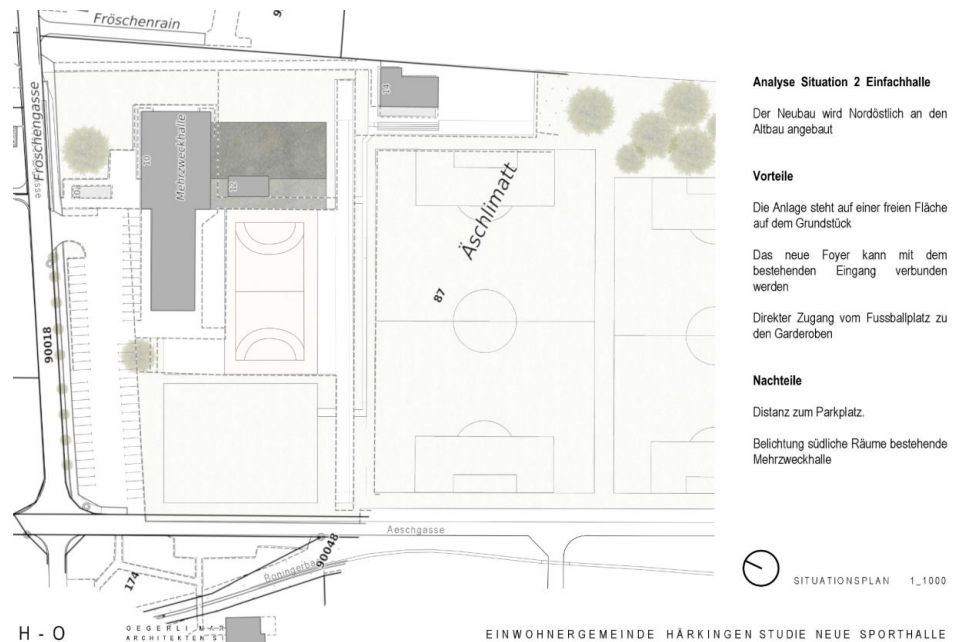 Fröschenrain
Fröschengasse
Mehrzweckhalle
10
12
14
Äschlimatt
87
90018
Aeschgasse
90048
174
Analyse Situation 2 Einfachhalle
Der Neubau wird Nordöstlich an den
Altbau angebaut
Vorteile
Die Anlage steht auf einer freien Fläche
auf dem Grundstück
Das neue Foyer kann mit dem
bestehenden Eingang verbunden
werden
Direkter Zugang vom Fussballplatz zu
den Garderoben
Nachteile
Distanz zum Parkplatz.
Belichtung südliche Räume bestehende
Mehrzweckhalle
SITUATIONSPLAN 1_1000
H - O
OEGERLI
ARCHITEKTEN
EINWOHNERGEMEINDE HÄRKINGEN STUDIE NEUE SPORTHALLE